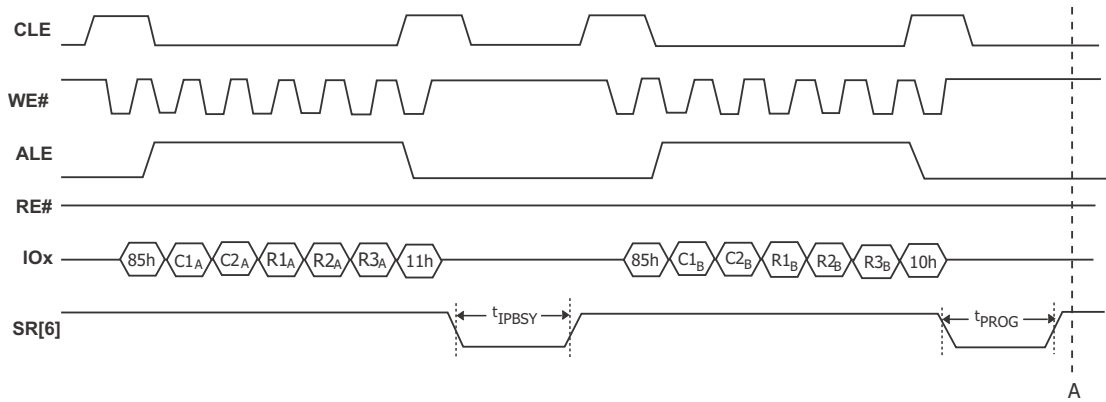 CLE
WE#
ALE
RE#
IOx 85h C1A C2A R1A R2A R3A 11h 85h C1B C2B R1B R2B R3B 10h
SR[6] tIPBSY tPROG
A